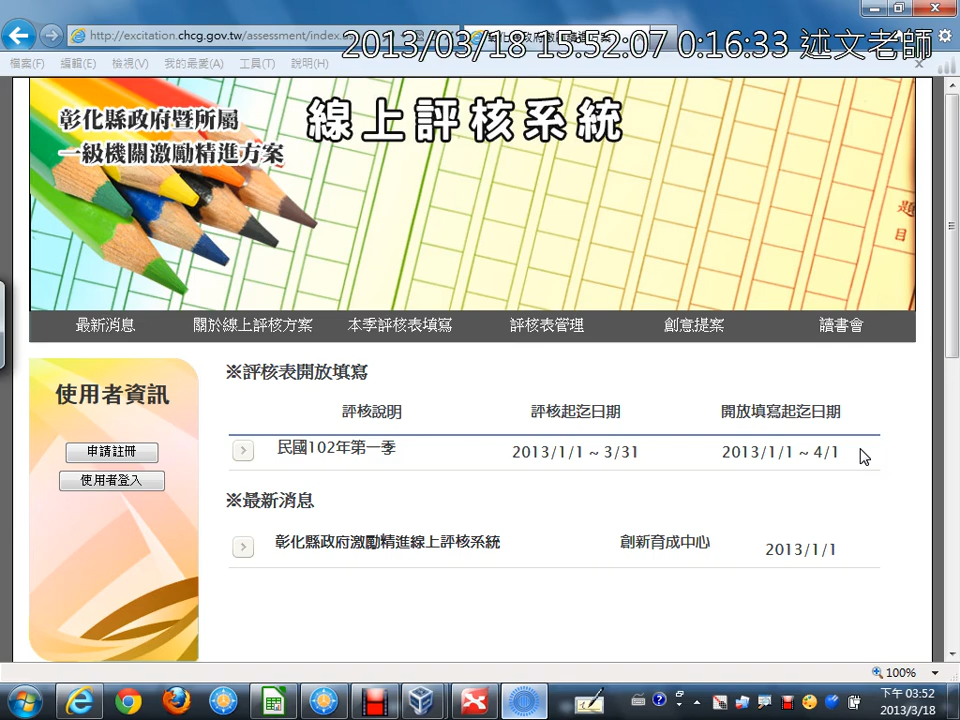 http://excitation.chcg.gov.tw/assessment/index.
2013/03/18 15.52.07 0:16:33 述文老師
檔案(F) 編輯(E) 檢視(V) 我的最愛(A) 工具(T) 說明(H)
彰化縣政府暨所屬
一級機關激勵精進方案
線上評核系統
題目
最新消息 關於線上評核方案 本季評核表填寫 評核表管理 創意提案 讀書會
使用者資訊
申請註冊
使用者登入
※評核表開放填寫
評核說明 評核起迄日期 開放填寫起迄日期
民國102年第一季 2013/1/1 ~ 3/31 2013/1/1 ~ 4/1
※最新消息
彰化縣政府激勵精進線上評核系統 創新育成中心 2013/1/1
100%
下午 03:52
2013/3/18